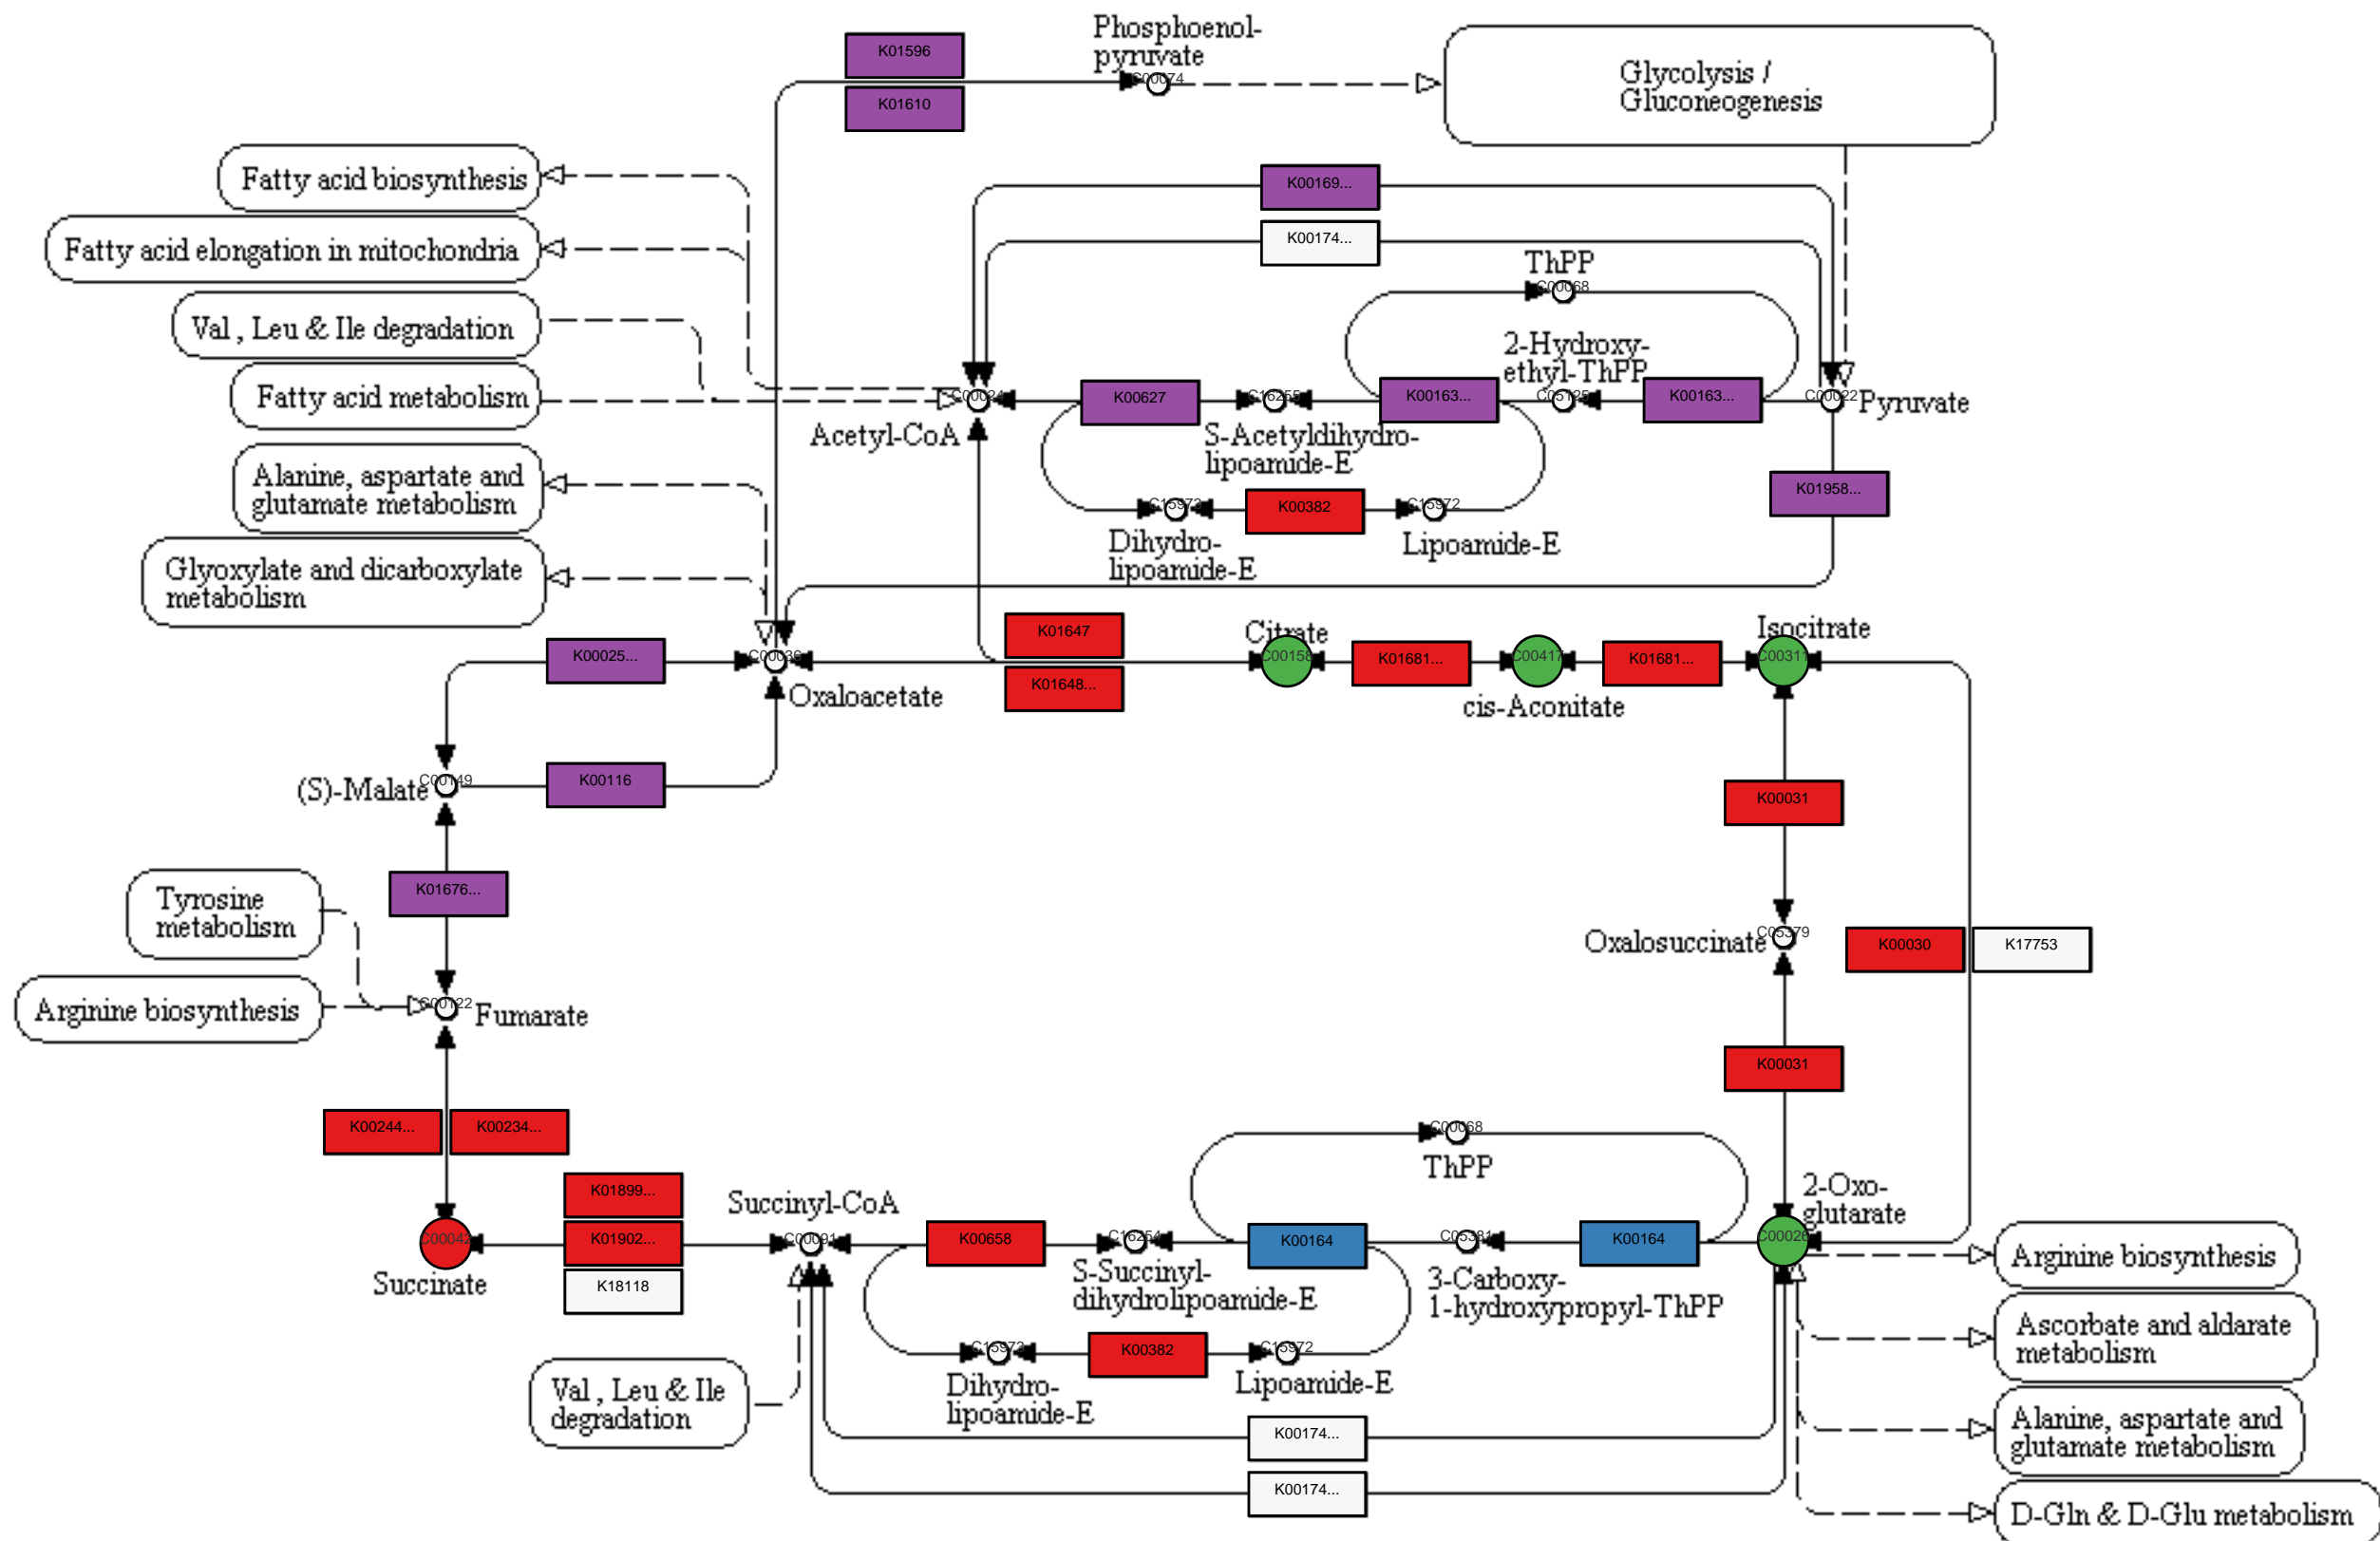 Phosphoenol-
pyruvate
K01596
K01610
C00074
Glycolysis /
Gluconeogenesis
Fatty acid biosynthesis
Fatty acid elongation in mitochondria
Val , Leu & Ile degradation
Fatty acid metabolism
Alanine, aspartate and
glutamate metabolism
Glyoxylate and dicarboxylate
metabolism
K00169...
K00174...
ThPP
C00068
2-Hydroxy-
ethyl-ThPP
C00024
Acetyl-CoA
K00627
C16255
S-Acetyldihydro-
lipoamide-E
K00163...
C05125
K00163...
C00022
Pyruvate
K01958...
C15973
Dihydro-
lipoamide-E
K00382
C15972
Lipoamide-E
K00025...
C00036
Oxaloacetate
K01647
K01648...
Citrate
C00158
K01681...
C00417
cis-Aconitate
K01681...
Isocitrate
C00311
(S)-Malate
C00149
K00116
K00031
K01676...
Tyrosine
metabolism
Arginine biosynthesis
C00122
Fumarate
Oxalosuccinate
C05379
K00030
K17753
K00031
K00244...
K00234...
C00042
Succinate
K01899...
K01902...
K18118
Succinyl-CoA
C00091
K00658
C16254
S-Succinyl-
dihydrolipoamide-E
C00068
ThPP
K00164
C05381
3-Carboxy-
1-hydroxypropyl-ThPP
K00164
2-Oxo-
glutarate
C00026
Val , Leu & Ile
degradation
C15973
Dihydro-
lipoamide-E
K00382
C15972
Lipoamide-E
K00174...
K00174...
Arginine biosynthesis
Ascorbate and aldarate
metabolism
Alanine, aspartate and
glutamate metabolism
D-Gln & D-Glu metabolism